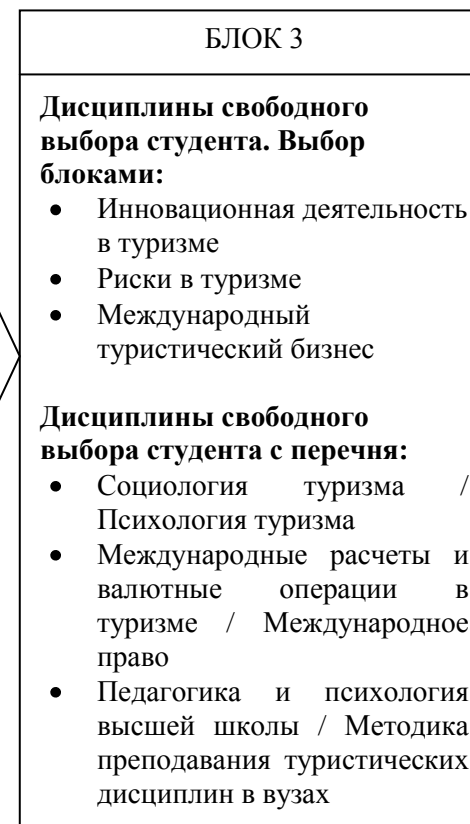 БЛОК 3
Дисциплины свободного
выбора студента. Выбор
блоками:
• Инновационная деятельность
в туризме
• Риски в туризме
• Международный
туристический бизнес
Дисциплины свободного
выбора студента с перечня:
• Социология туризма /
Психология туризма
• Международные расчеты и
валютные операции в
туризме / Международное
право
• Педагогика и психология
высшей школы / Методика
преподавания туристических
дисциплин в вузах